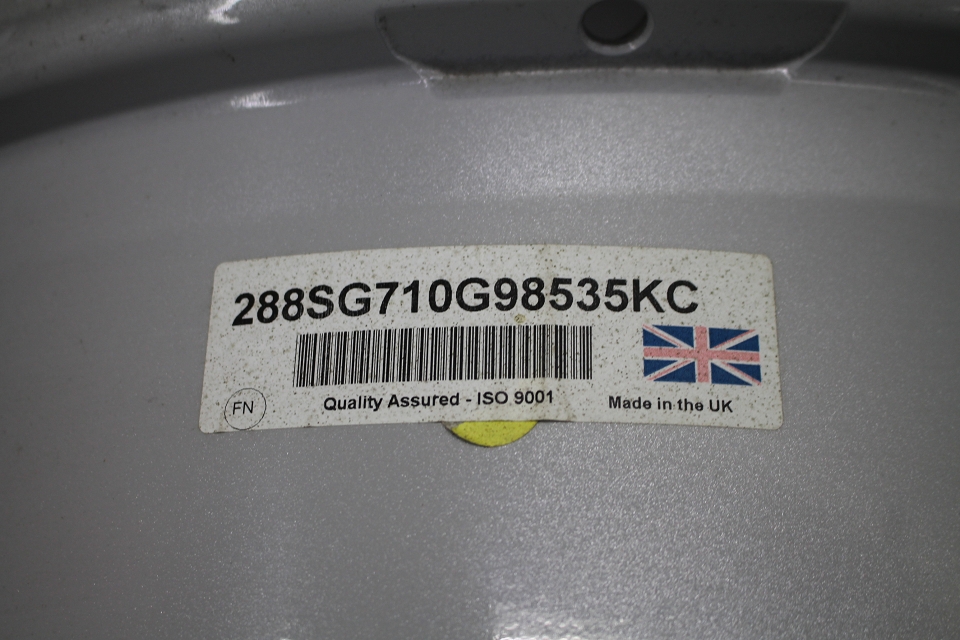 288SG710G98535KC
FN
Quality Assured - ISO 9001
Made in the UK